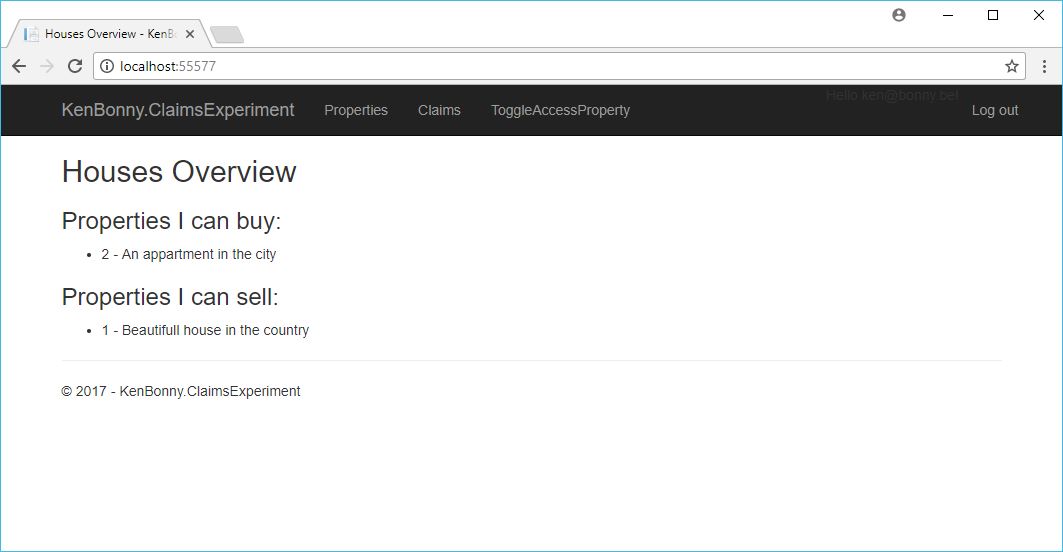 Houses Overview - KenB
localhost:55577
Hello ken@bonny.be!
KenBonny.ClaimsExperiment Properties Claims ToggleAccessProperty Log out
Houses Overview
Properties I can buy:
• 2 - An appartment in the city
Properties I can sell:
• 1 - Beautifull house in the country
© 2017 - KenBonny.ClaimsExperiment